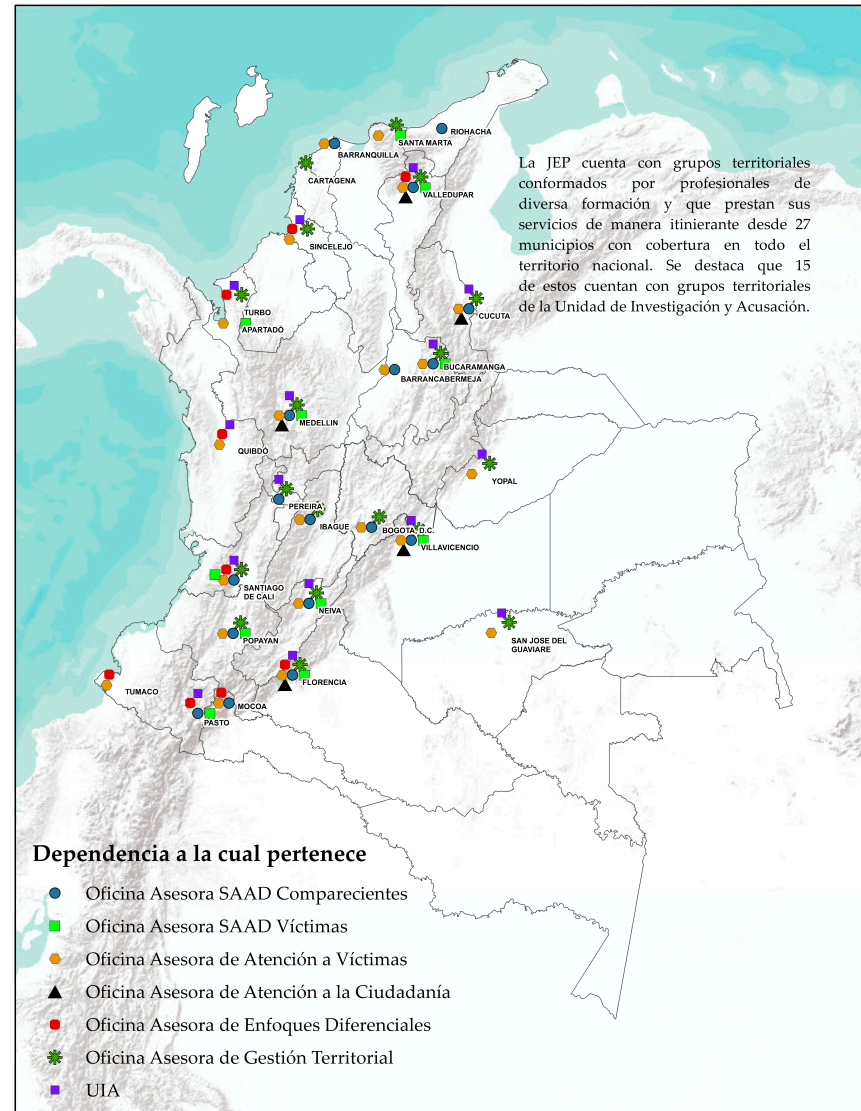 RIOHACHA
SANTA MARTA
BARRANQUILLA
CARTAGENA
VALLEDUPAR
La JEP cuenta con grupos territoriales
conformados por profesionales de
diversa formación y que prestan sus
servicios de manera itinierante desde 27
municipios con cobertura en todo el
territorio nacional. Se destaca que 15
de estos cuentan con grupos territoriales
de la Unidad de Investigación y Acusación.
SINCELEJO
TURBO
APARTADÓ
CUCUTA
BUCARAMANGA
BARRANCABERMEJA
MEDELLIN
QUIBDÓ
YOPAL
PEREIRA
IBAGUE
BOGOTA, D.C.
VILLAVICENCIO
SANTIAGO
DE CALI
NEIVA
POPAYAN
SAN JOSE DEL
GUAVIARE
FLORENCIA
TUMACO
MOCOA
PASTO
Dependencia a la cual pertenece
Oficina Asesora SAAD Comparecientes
Oficina Asesora SAAD Víctimas
Oficina Asesora de Atención a Víctimas
Oficina Asesora de Atención a la Ciudadanía
Oficina Asesora de Enfoques Diferenciales
Oficina Asesora de Gestión Territorial
UIA